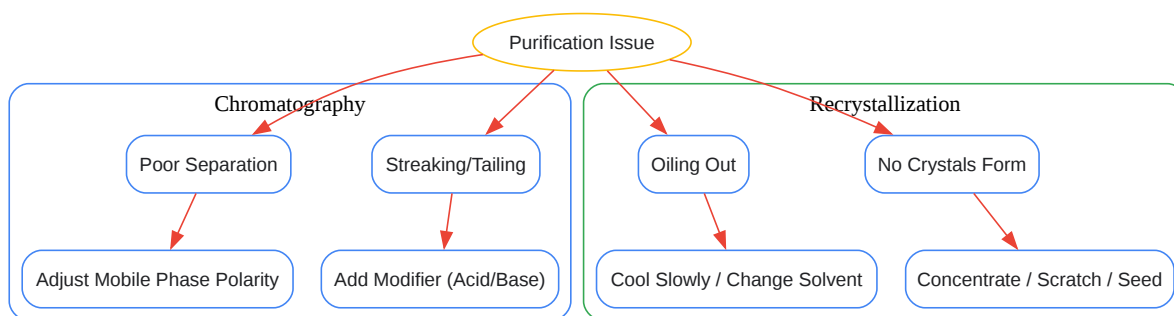 Purification Issue
Chromatography
Recrystallization
Poor Separation
Streaking/Tailing
Oiling Out
No Crystals Form
Adjust Mobile Phase Polarity
Add Modifier (Acid/Base)
Cool Slowly / Change Solvent
Concentrate / Scratch / Seed